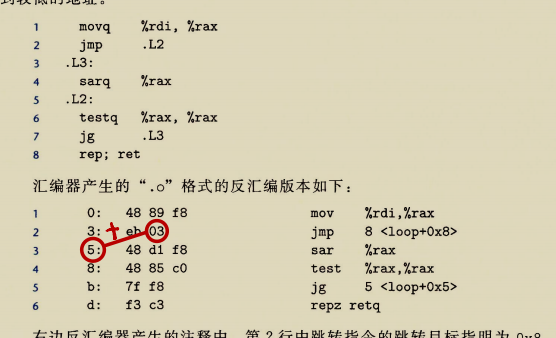 到较低的地址。
1 movq %rdi, %rax
2 jmp .L2
3 .L3:
4 sarq %rax
5 .L2:
6 testq %rax, %rax
7 jg .L3
8 rep; ret
汇编器产生的“.o”格式的反汇编版本如下：
1 0: 48 89 f8 mov %rdi,%rax
2 3: eb 03 jmp 8 <loop+0x8>
3 5: 48 d1 f8 sar %rax
4 8: 48 85 c0 test %rax,%rax
5 b: 7f f8 jg 5 <loop+0x5>
6 d: f3 c3 repz retq
右边反汇编器产生的注释中，第 2 行中跳转指令的跳转目标指明为 0x8